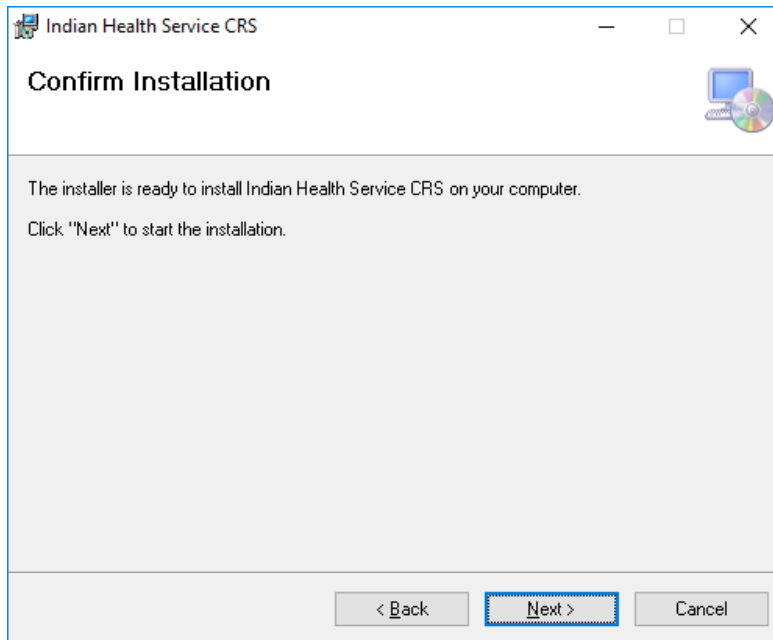 Indian Health Service CRS
Confirm Installation
The installer is ready to install Indian Health Service CRS on your computer.
Click "Next" to start the installation.
< Back
Next >
Cancel